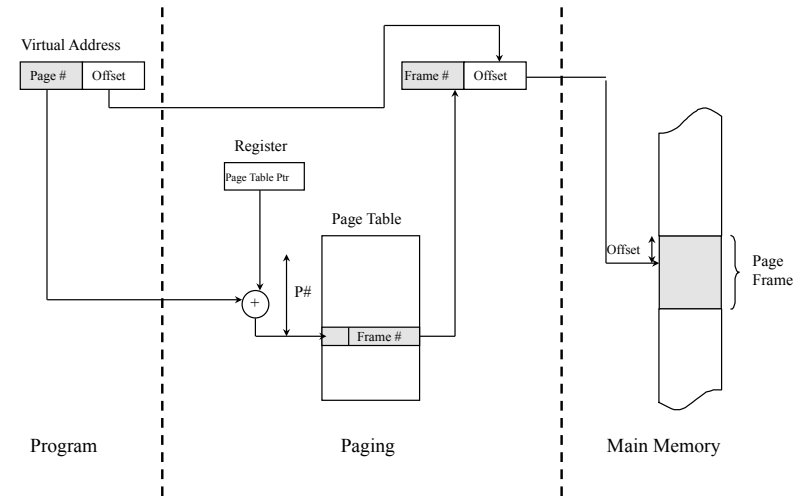 Virtual Address
Page #
Offset
Frame #
Offset
Register
Page Table Ptr
Page Table
P#
+
Frame #
Offset
Page
Frame
Program
Paging
Main Memory